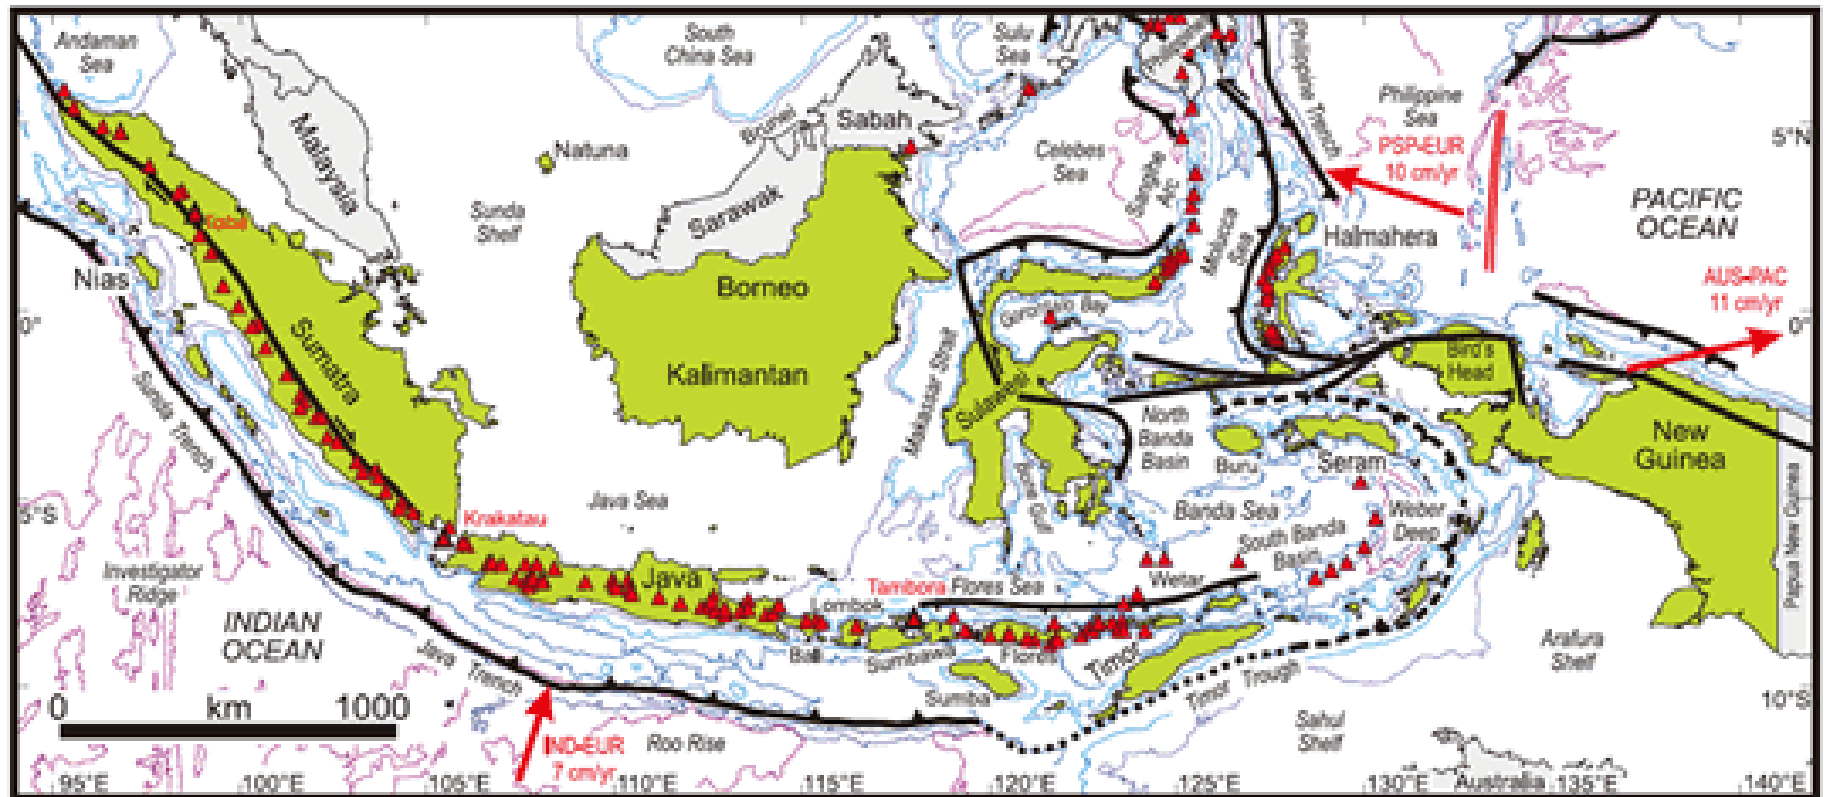 Andaman
Sea
South
China Sea
Sulu
Sea
Philippines
Philippine Trench
Philippine
Sea
PSP-EUR
10 cm/yr
5°N
Malaysia
Natuna
Brunei
Sabah
Celebes
Sea
Sangihe
Arc
Molucca
Sea
Halmahera
PACIFIC
OCEAN
AUS-PAC
11 cm/yr
Toba
Sunda
Shelf
Sarawak
Nias
Borneo
Gorontalo Bay
0°
0°
Sumatra
Sunda Trench
Kalimantan
Makassar Strait
Sulawesi
Bird's
Head
North
Banda
Basin
Buru
Seram
New
Guinea
Papua New Guinea
Bone Gulf
5°S
Java Sea
Banda Sea
Weber
Deep
Krakatau
South Banda
Basin
Investigator
Ridge
Java
Tambora
Flores Sea
Wetar
Lombok
INDIAN
OCEAN
Java Trench
Bali
Sumbawa
Flores
Timor
Arafura
Shelf
Sumba
Timor Trough
10°S
0
km
1000
IND-EUR
7 cm/yr
Roo Rise
Sahul
Shelf
95°E
100°E
105°E
110°E
115°E
120°E
125°E
130°E
Australia
135°E
140°E